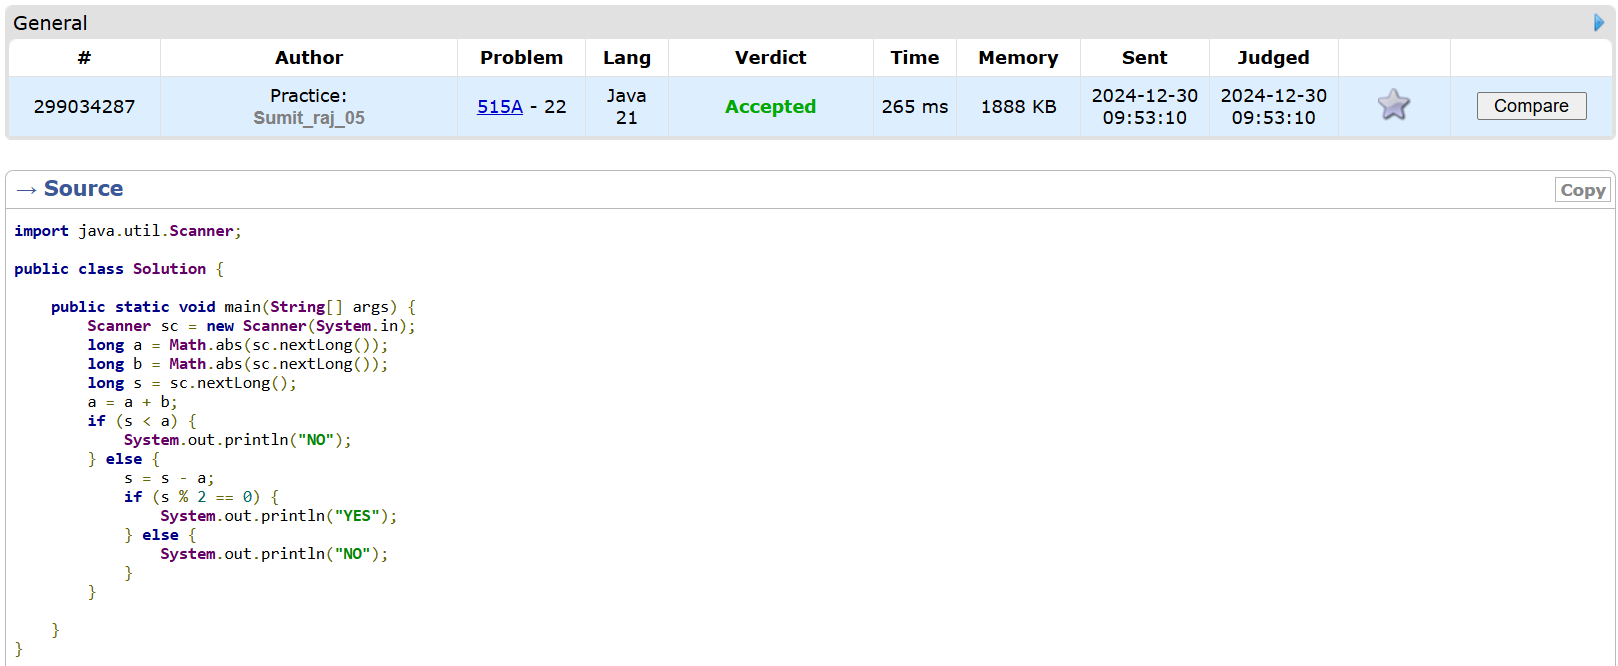 General
# Author Problem Lang Verdict Time Memory Sent Judged
299034287 Practice: Sumit_raj_05 515A - 22 Java 21 Accepted 265 ms 1888 KB 2024-12-30 09:53:10 2024-12-30 09:53:10 Compare
→ Source Copy
import java.util.Scanner;
public class Solution {
    public static void main(String[] args) {
        Scanner sc = new Scanner(System.in);
        long a = Math.abs(sc.nextLong());
        long b = Math.abs(sc.nextLong());
        long s = sc.nextLong();
        a = a + b;
        if (s < a) {
            System.out.println("NO");
        } else {
            s = s - a;
            if (s % 2 == 0) {
                System.out.println("YES");
            } else {
                System.out.println("NO");
            }
        }
    }
}